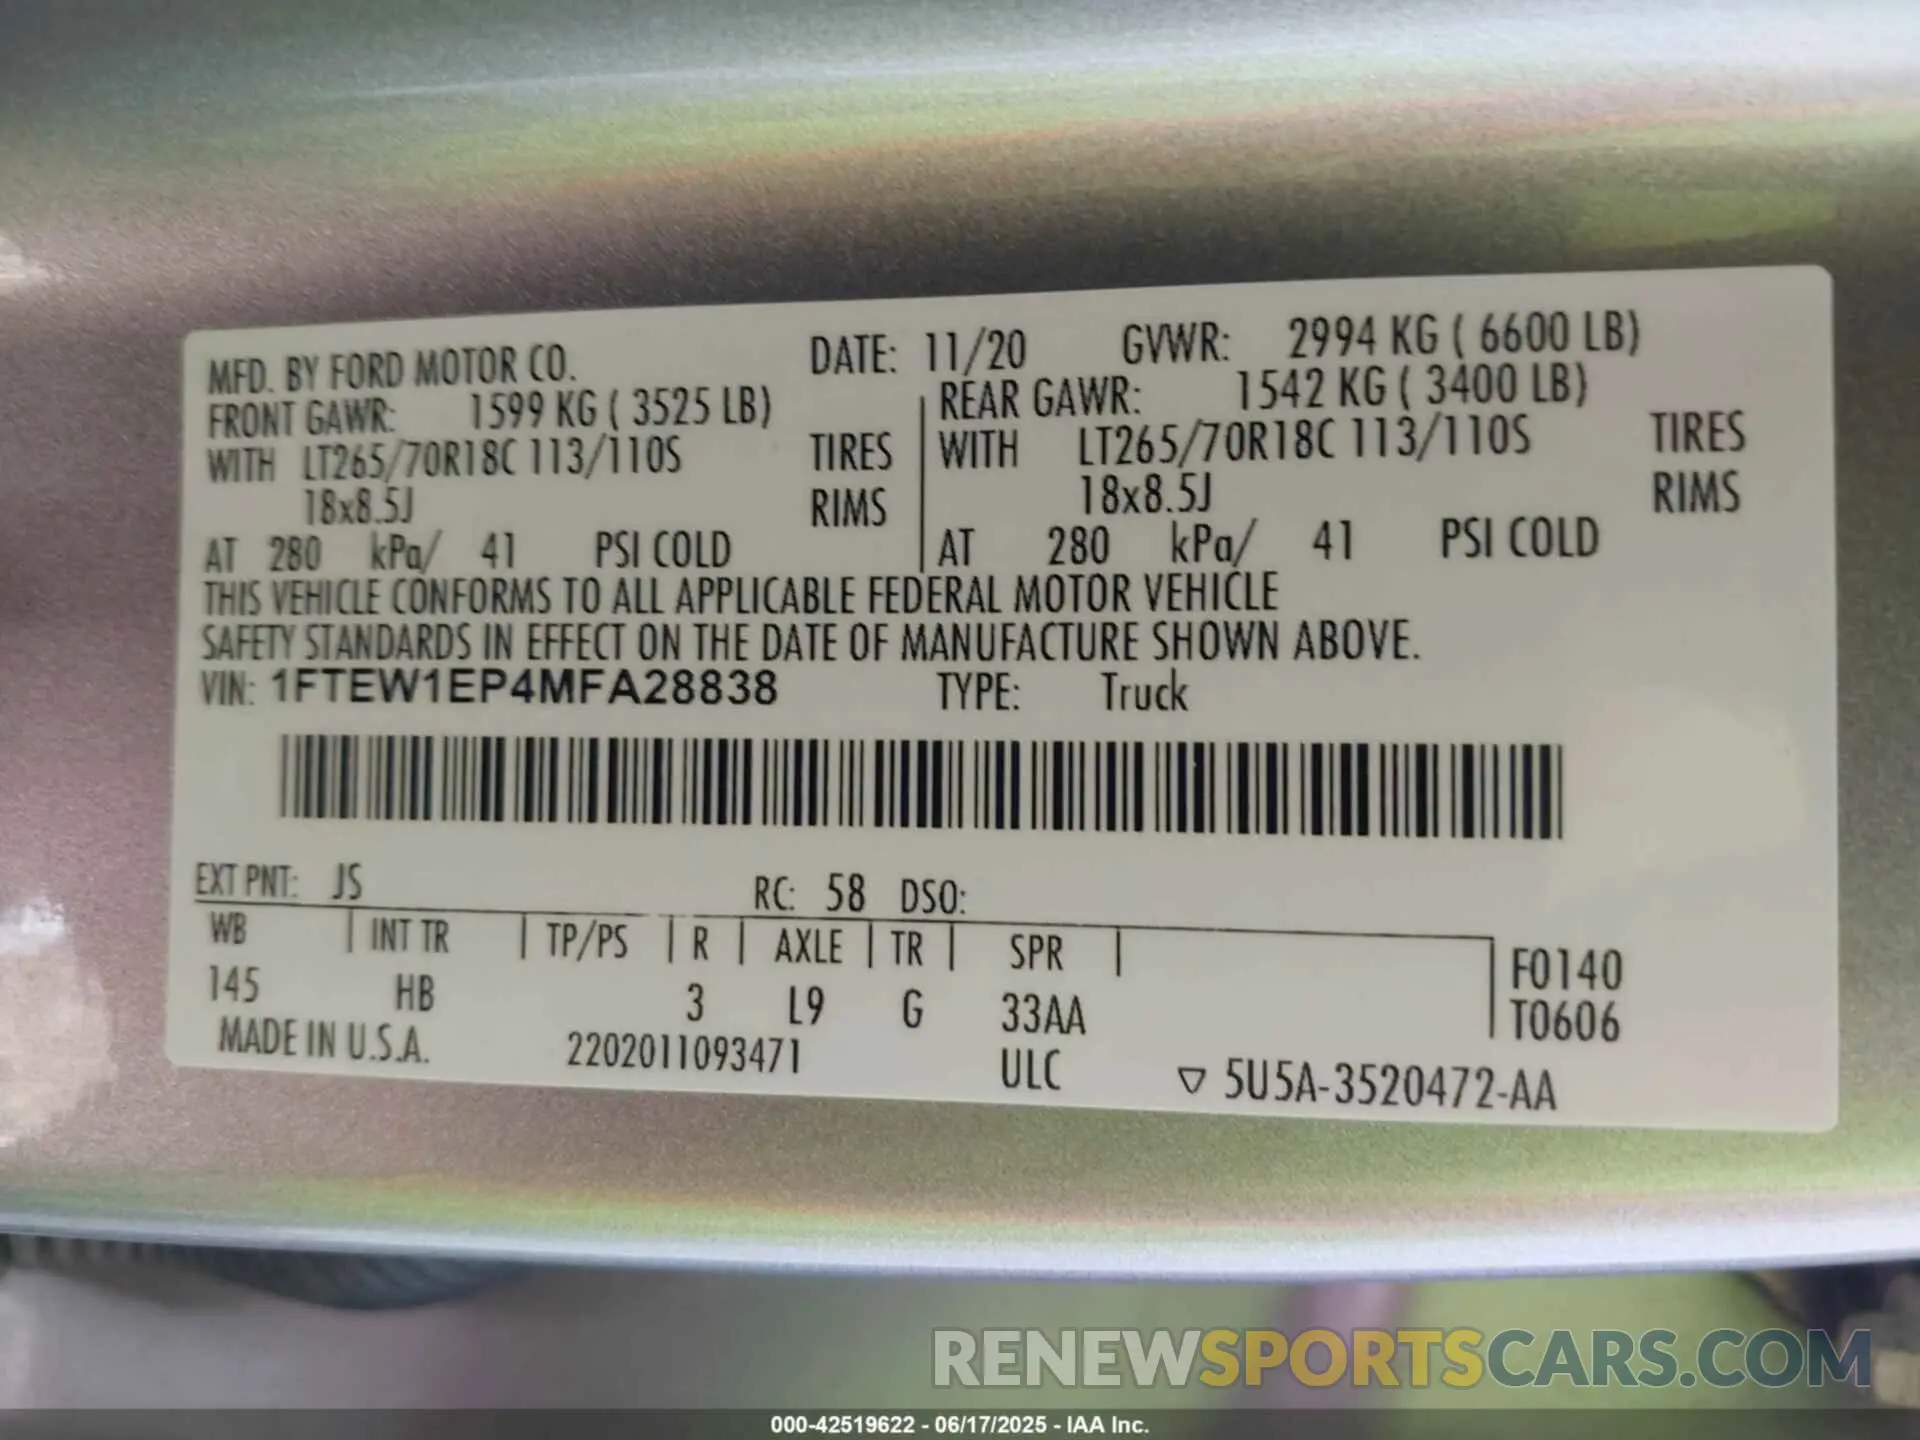 MFD. BY FORD MOTOR CO. DATE: 11/20 GVWR: 2994 KG ( 6600 LB)
FRONT GAWR: 1599 KG ( 3525 LB) REAR GAWR: 1542 KG ( 3400 LB)
WITH LT265/70R18C 113/110S TIRES WITH LT265/70R18C 113/110S TIRES
18x8.5J RIMS 18x8.5J RIMS
AT 280 kPa/ 41 PSI COLD AT 280 kPa/ 41 PSI COLD
THIS VEHICLE CONFORMS TO ALL APPLICABLE FEDERAL MOTOR VEHICLE
SAFETY STANDARDS IN EFFECT ON THE DATE OF MANUFACTURE SHOWN ABOVE.
VIN: 1FTEW1EP4MFA28838 TYPE: Truck
EXT PNT: JS RC: 58 DSO:
WB INT TR TP/PS R AXLE TR SPR F0140
145 HB 3 L9 G 33AA T0606
MADE IN U.S.A. 2202011093471 ULC ▽ 5U5A-3520472-AA
RENEWSPORTSCARS.COM
000-42519622 - 06/17/2025 - IAA Inc.